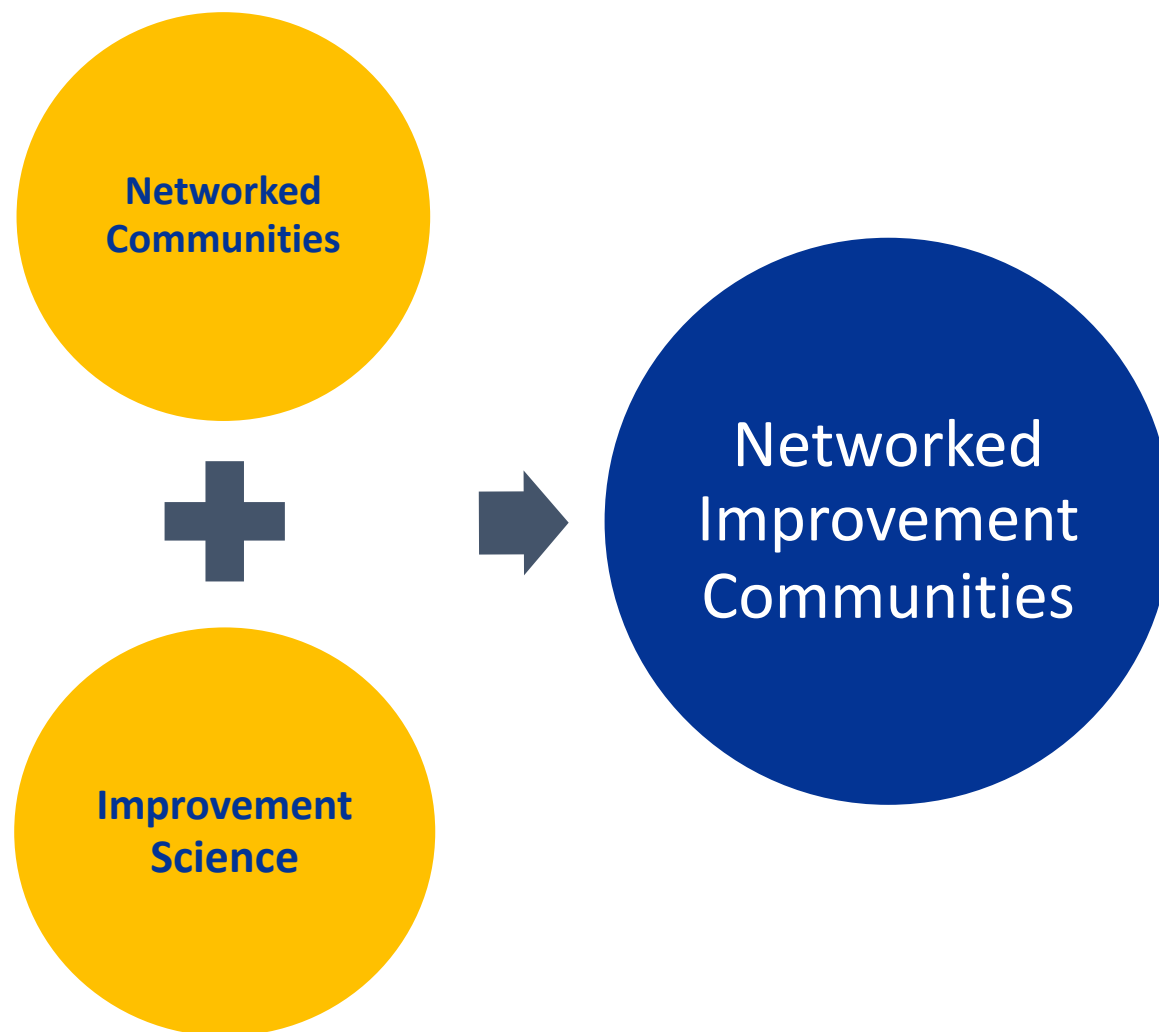 Networked
Communities
Improvement
Science
Networked
Improvement
Communities